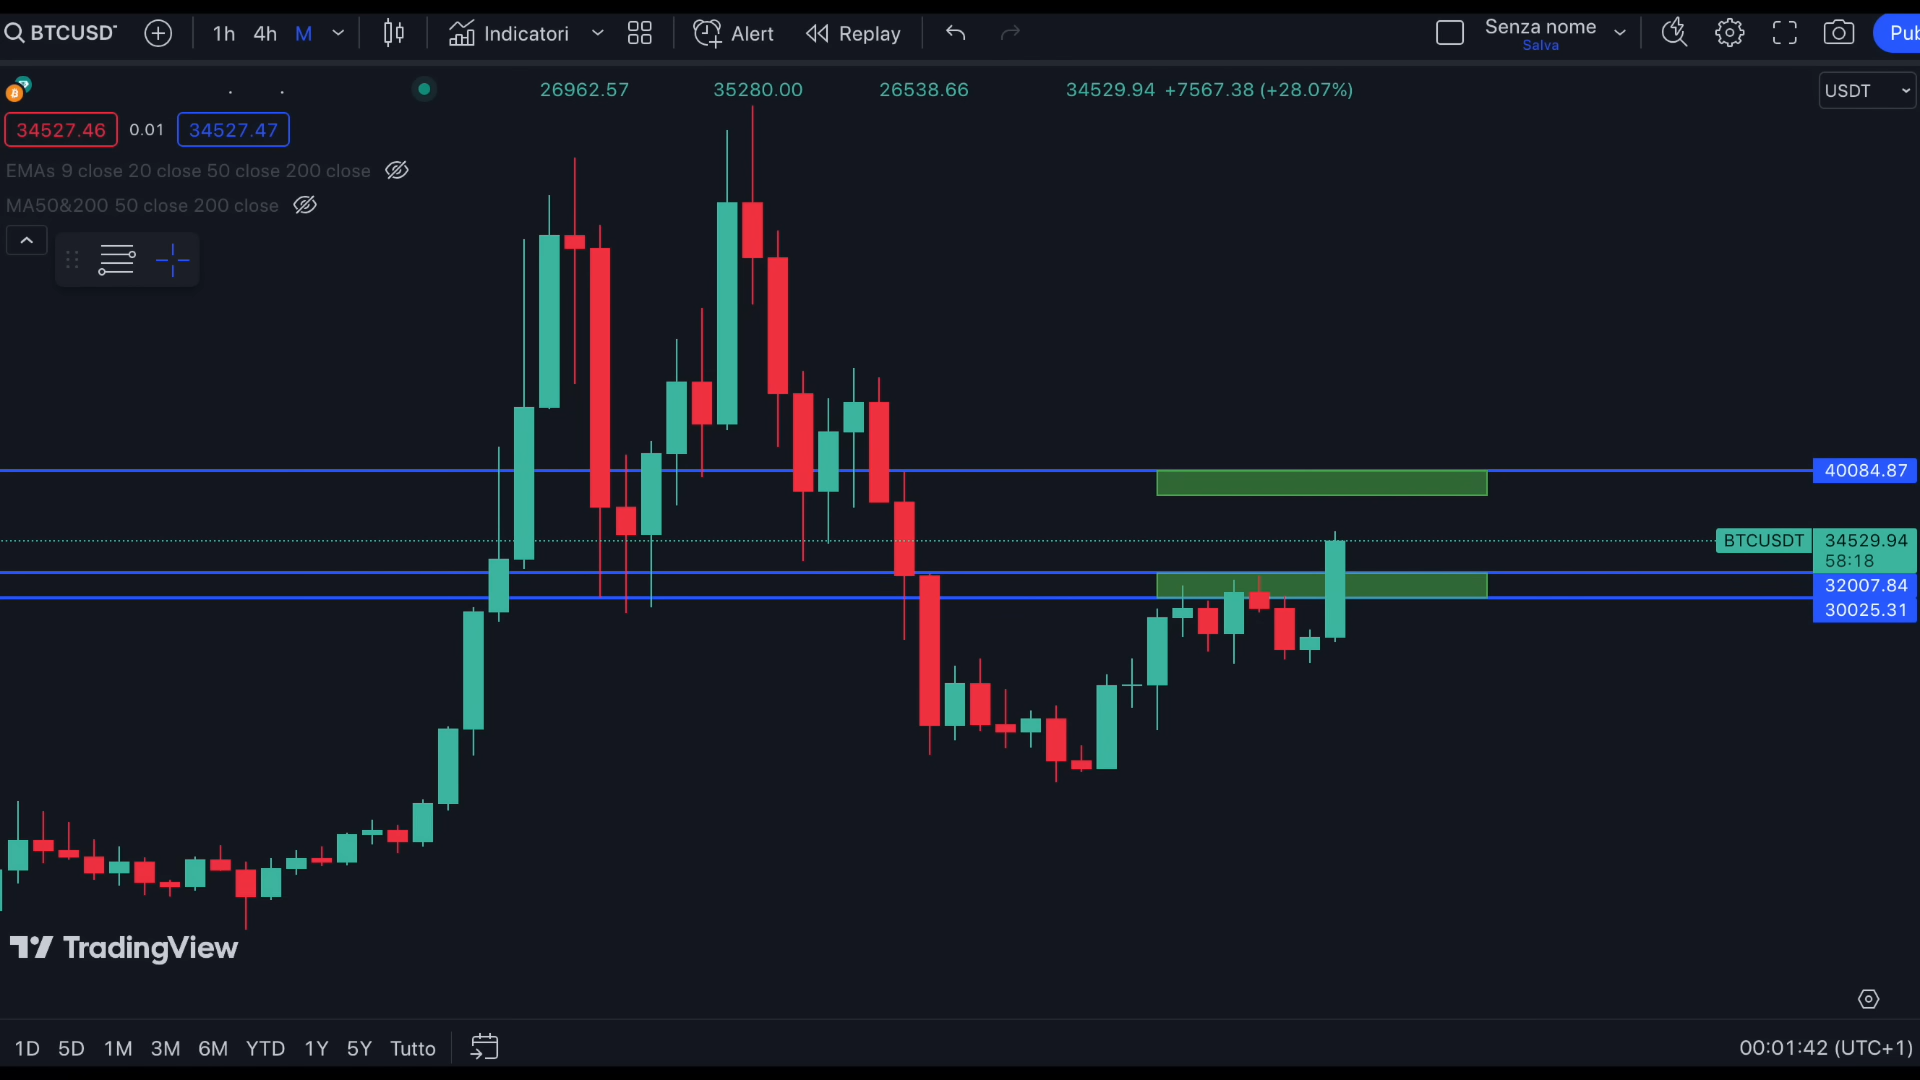 BTCUSDT
1h 4h M Indicatori Alert Replay Senza nome
Salva
Pub
26962.57 35280.00 26538.66 34529.94 +7567.38 (+28.07%)
USDT
34527.46 0.01 34527.47
EMAs 9 close 20 close 50 close 200 close
MA50&200 50 close 200 close
40084.87
BTCUSDT 34529.94
58:18
32007.84
30025.31
TradingView
1D 5D 1M 3M 6M YTD 1Y 5Y Tutto
00:01:42 (UTC+1)